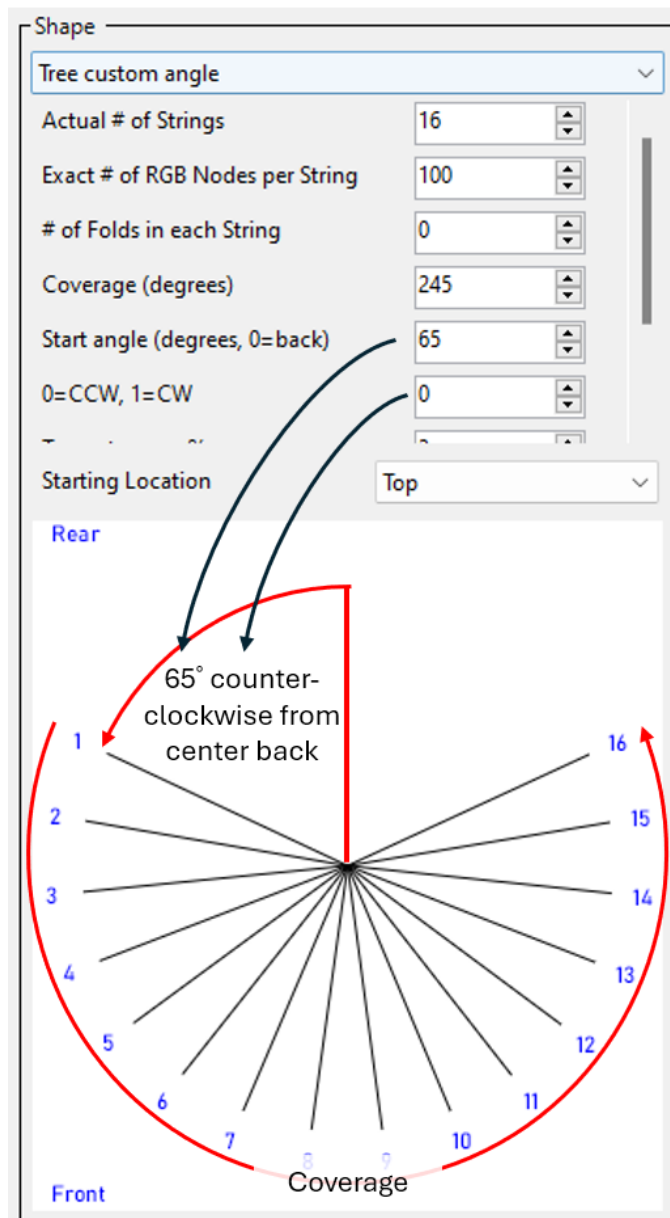 Shape
Tree custom angle
Actual # of Strings 16
Exact # of RGB Nodes per String 100
# of Folds in each String 0
Coverage (degrees) 245
Start angle (degrees, 0=back) 65
0=CCW, 1=CW 0
Starting Location Top
Rear
65° counter-
clockwise from
center back
1 16
2 15
3 14
4 13
5 12
6 11
7 10
8 9
Coverage
Front